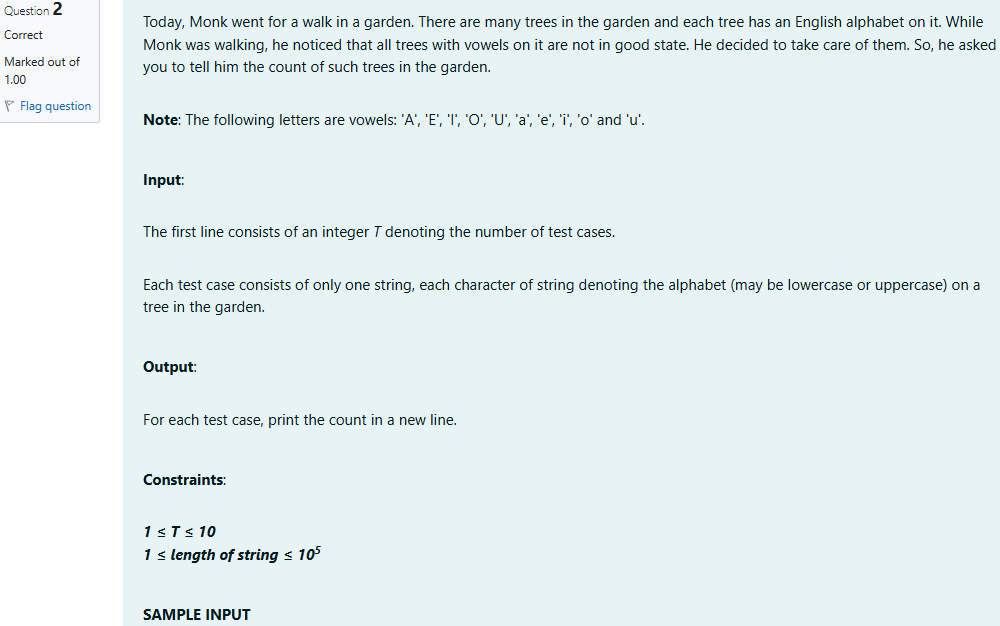 Question 2
Correct
Marked out of
1.00
Flag question
Today, Monk went for a walk in a garden. There are many trees in the garden and each tree has an English alphabet on it. While
Monk was walking, he noticed that all trees with vowels on it are not in good state. He decided to take care of them. So, he asked
you to tell him the count of such trees in the garden.
Note: The following letters are vowels: 'A', 'E', 'I', 'O', 'U', 'a', 'e', 'i', 'o' and 'u'.
Input:
The first line consists of an integer T denoting the number of test cases.
Each test case consists of only one string, each character of string denoting the alphabet (may be lowercase or uppercase) on a
tree in the garden.
Output:
For each test case, print the count in a new line.
Constraints:
1 ≤ T ≤ 10
1 ≤ length of string ≤ 10⁵
SAMPLE INPUT